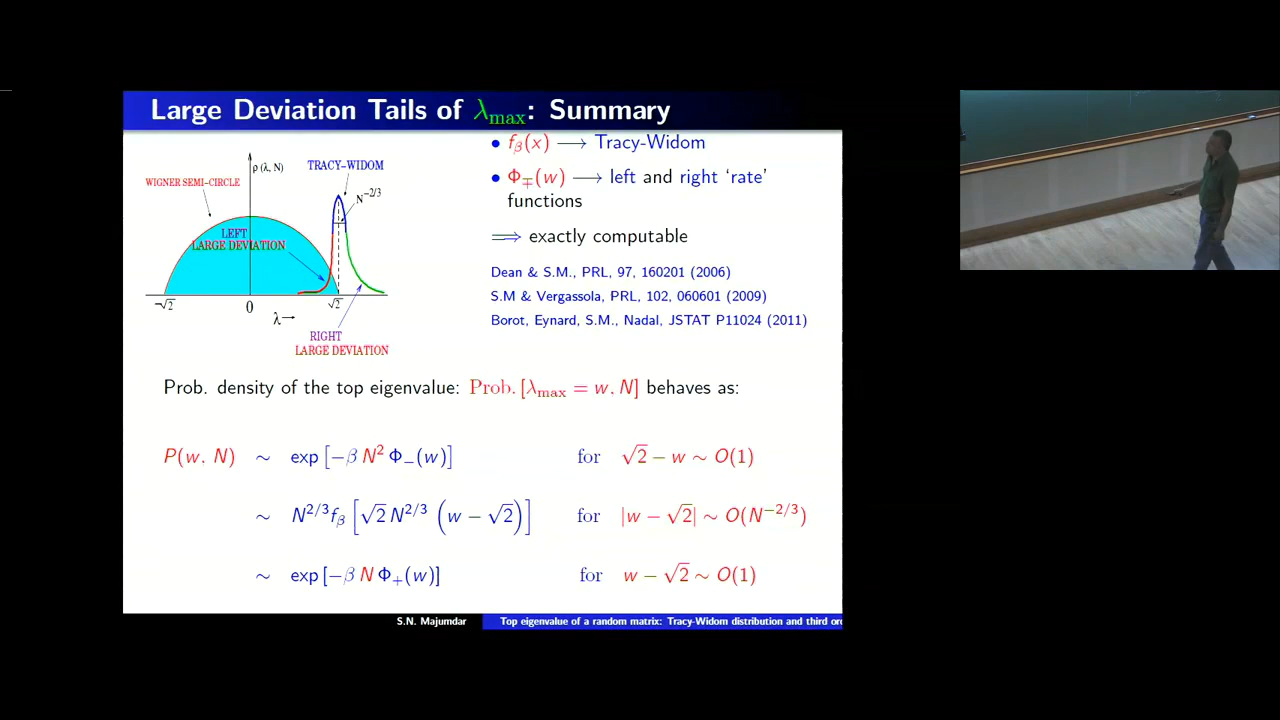 Large Deviation Tails of λmax: Summary
ρ (λ, N)
TRACY-WIDOM
WIGNER SEMI-CIRCLE
N^−2/3
LEFT
LARGE DEVIATION
−√2
0
√2
λ→
RIGHT
LARGE DEVIATION
• fβ(x) ⟶ Tracy-Widom
• Φ∓(w) ⟶ left and right ‘rate’
functions
⟹ exactly computable
Dean & S.M., PRL, 97, 160201 (2006)
S.M & Vergassola, PRL, 102, 060601 (2009)
Borot, Eynard, S.M., Nadal, JSTAT P11024 (2011)
Prob. density of the top eigenvalue: Prob. [λmax = w, N] behaves as:
P(w, N) ∼ exp [−β N² Φ−(w)] for √2 − w ∼ O(1)
∼ N^2/3 fβ [√2 N^2/3 (w − √2)] for |w − √2| ∼ O(N^−2/3)
∼ exp [−β N Φ+(w)] for w − √2 ∼ O(1)
S.N. Majumdar Top eigenvalue of a random matrix: Tracy-Widom distribution and third ord